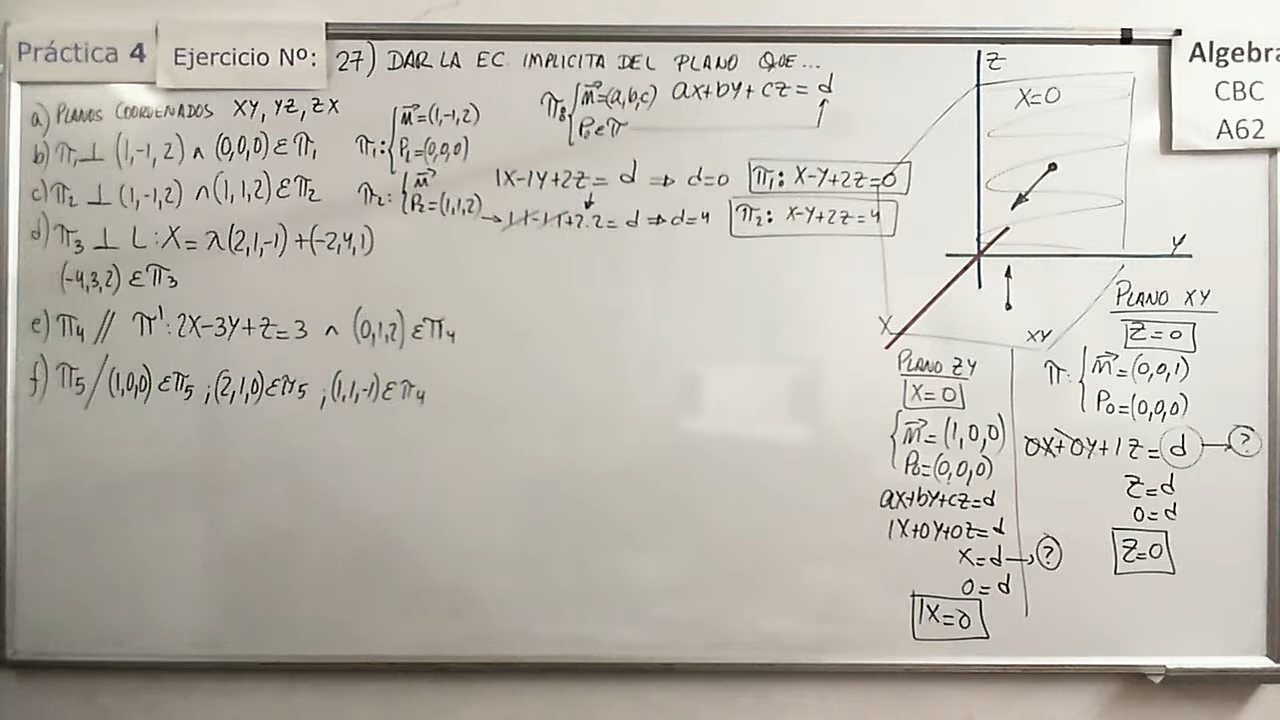 Práctica 4
Ejercicio Nº:
27) DAR LA EC IMPLICITA DEL PLANO QUE...
Algebra
CBC
A62
a) PLANOS COORDENADOS XY, YZ, ZX
b) π₁ ⊥ (1,-1,2) ∧ (0,0,0) ε π₁
c) π₂ ⊥ (1,-1,2) ∧ (1,1,2) ε π₂
d) π₃ ⊥ L: X = λ(2,1,-1) + (-2,4,1)
(-4,3,2) ε π₃
e) π₄ // π': 2X-3Y+Z=3 ∧ (0,1,2) ε π₄
f) π₅ / (1,0,0) ε π₅ ; (2,1,0) ε π₅ ; (1,1,-1) ε π₄
π₁: { M⃗=(1,-1,2)
P₁=(0,0,0)
π₂: { M⃗
P₂=(1,1,2)
π: { M⃗=(a,b,c) ax+by+cz=d
P₀ε π
1X-1Y+2Z=d ⇒ d=0 π₁: X-Y+2Z=0
→ 1.1-1.1+2.2=d ⇒ d=4 π₂: X-Y+2Z=4
Z
X=0
Y
X
XY
PLANO ZY
X=0
{ M⃗=(1,0,0)
P₀=(0,0,0)
ax+by+cz=d
1X+0Y+0Z=d
X=d → ?
0=d
X=0
PLANO XY
Z=0
π: { M⃗=(0,0,1)
P₀=(0,0,0)
0X+0Y+1Z=d → ?
Z=d
0=d
Z=0